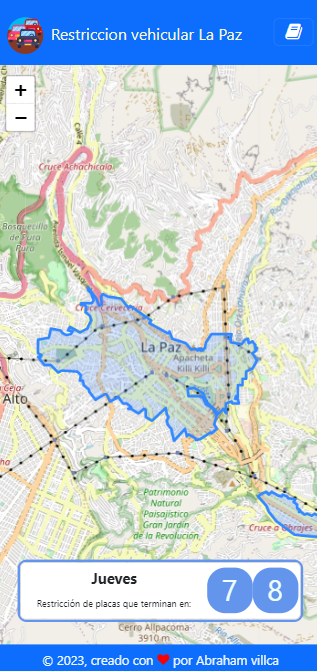 Restriccion vehicular La Paz
+
−
Calle 4
Cruce Achachicala
Bosquecillo
de Pura
Pura
Cruce Cervecería
La Paz
Apacheta
Killi Killi
Ceja
Alto
Patrimonio
Natural
Paisajístico
Gran Jardín
de la Revolución
Cruce a Obrajes
Jueves
Restricción de placas que terminan en:
7 8
Cerro Allpacoma
3910 m
© 2023, creado con ❤ por Abraham villca